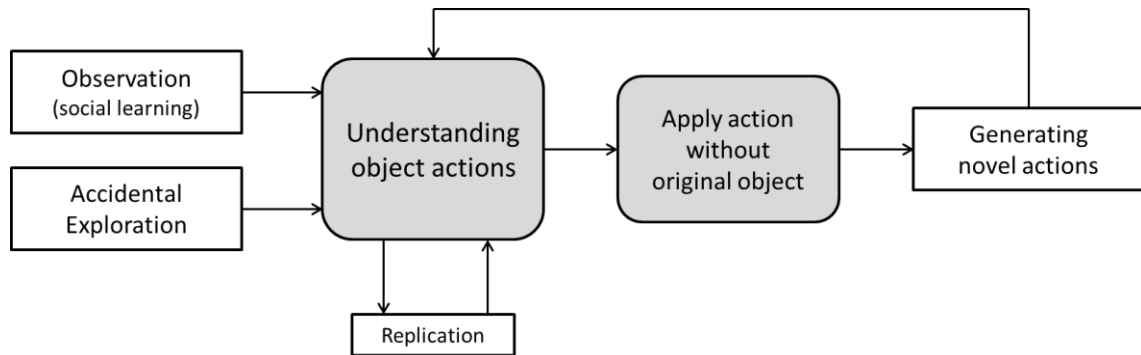 Observation
(social learning)
Accidental
Exploration
Understanding
object actions
Replication
Apply action
without
original object
Generating
novel actions